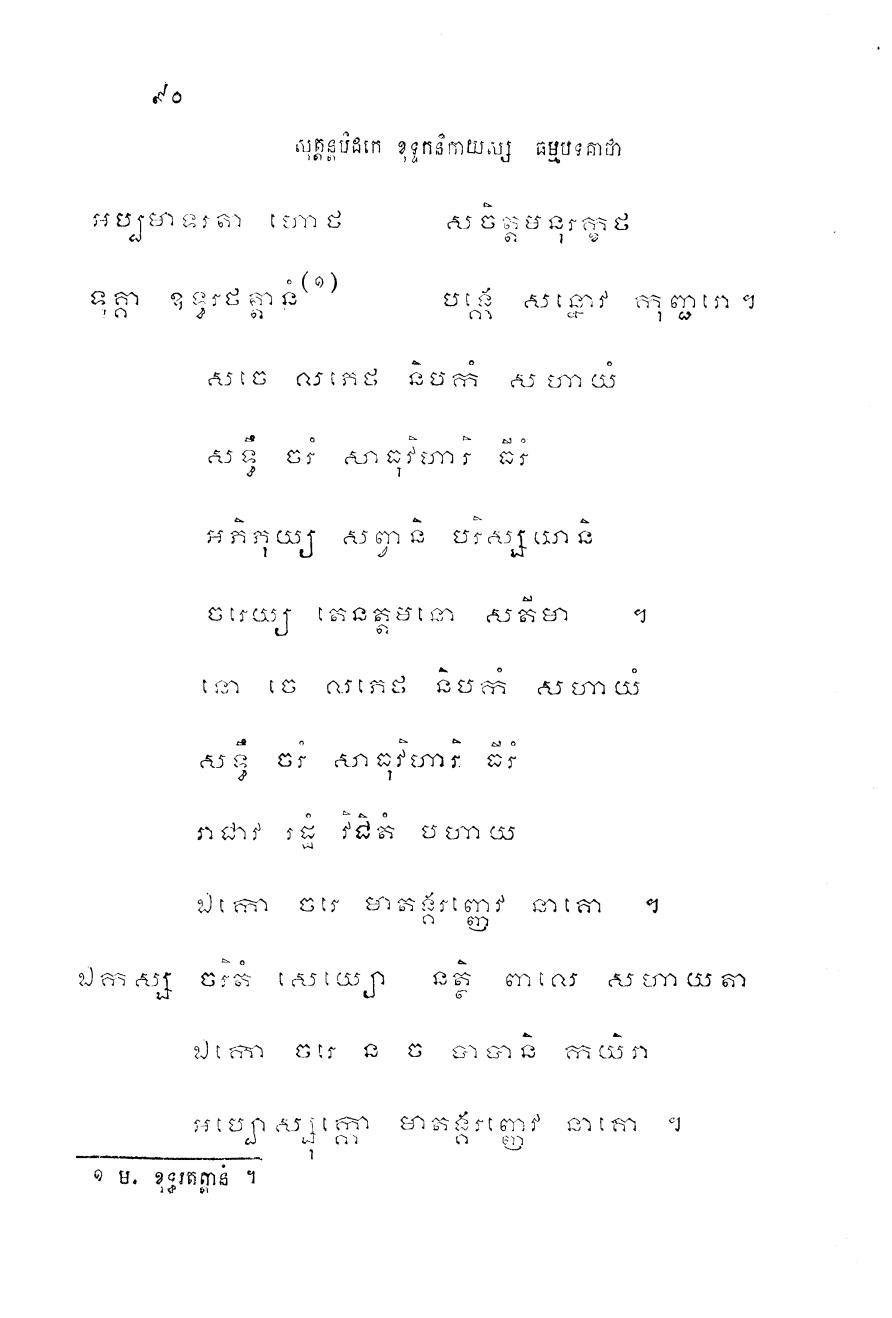 ៩០
សុត្តន្តបិដកេ ខុទ្ទកនិកាយស្ស ធម្មបទគាថា
អប្បមាទរតា ហោថ សចិត្តមនុរក្ខថ
ទុគ្គា ឧទ្ធរថត្តានំ(១) បង្កេ សន្នោវ កុញ្ជរោ ។
សចេ លភេថ និបកំ សហាយំ
សទ្ធឹ ចរំ សាធុវិហារិ ធីរំ
អភិភុយ្យ សព្វានិ បរិស្សយានិ
ចរេយ្យ តេនត្តមនោ សតីមា ។
នោ ចេ លភេថ និបកំ សហាយំ
សទ្ធឹ ចរំ សាធុវិហារិ ធីរំ
រាជាវ រដ្ឋំ វិជិតំ បហាយ
ឯកោ ចរេ មាតង្គរញ្ញេវ នាគោ ។
ឯកស្ស ចរិតំ សេយ្យោ នត្ថិ ពាលេ សហាយតា
ឯកោ ចរេ ន ច បាបានិ កយិរា
អប្បោស្សុក្កោ មាតង្គរញ្ញេវ នាគោ ។
១ ម. ខុទ្ធរតត្តានំ ។